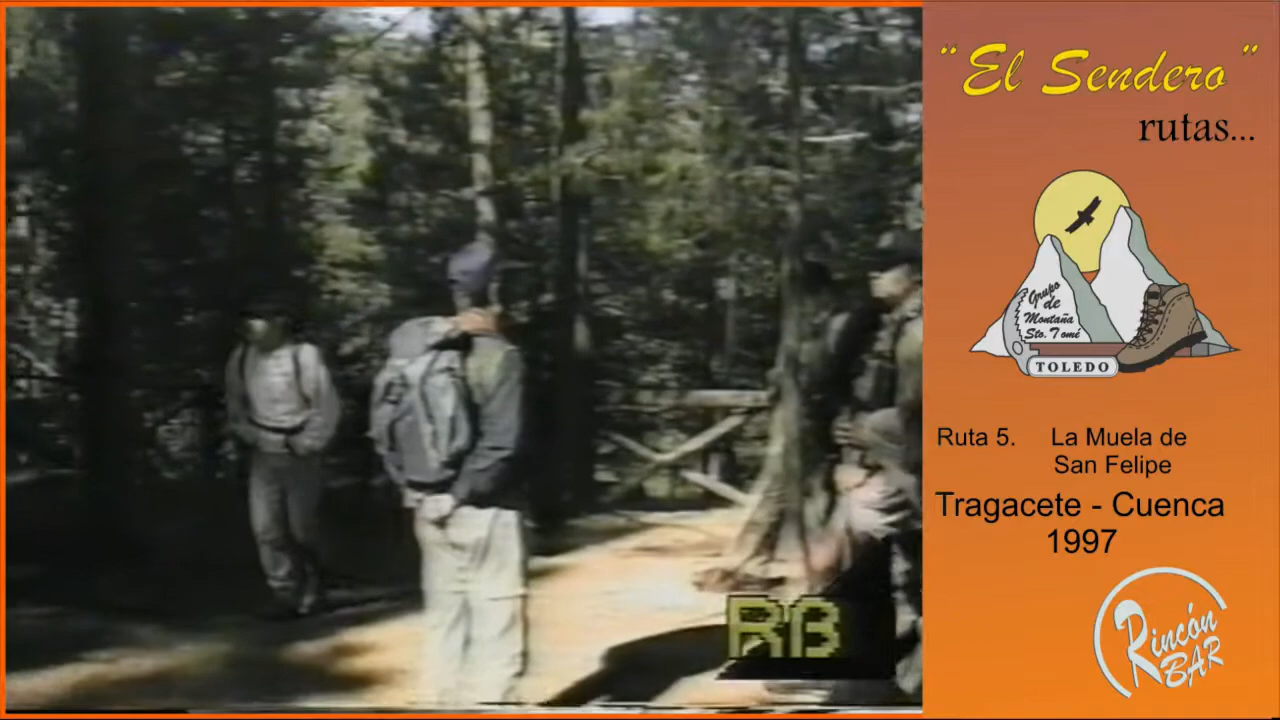 "El Sendero"
rutas...
Grupo
de
Montaña
Sto. Tomé
TOLEDO
Ruta 5. La Muela de
San Felipe
Tragacete - Cuenca
1997
Rincón
BAR
RB